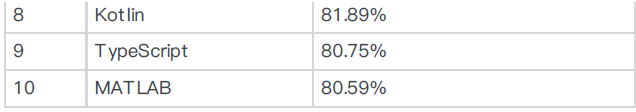 8 Kotlin 81.89%
9 TypeScript 80.75%
10 MATLAB 80.59%